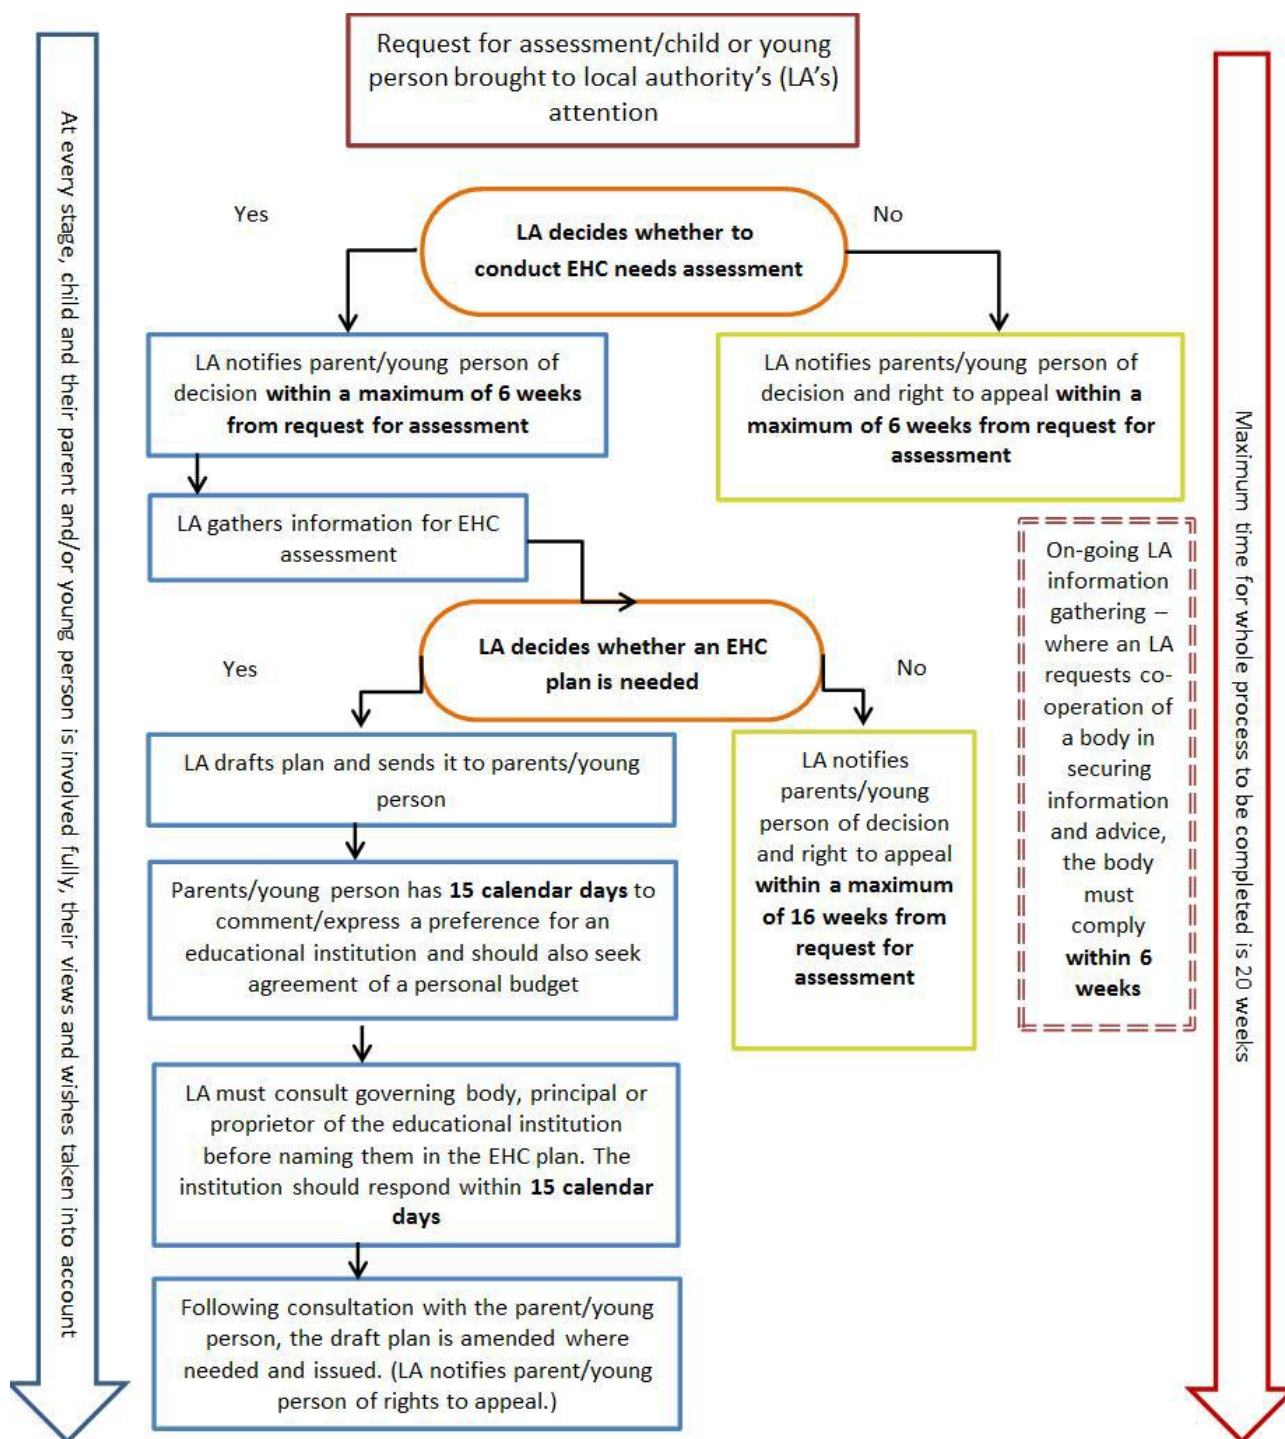 Request for assessment/child or young
person brought to local authority's (LA's)
attention
Yes
No
LA decides whether to
conduct EHC needs assessment
LA notifies parent/young person of
decision within a maximum of 6 weeks
from request for assessment
LA notifies parents/young person of
decision and right to appeal within a
maximum of 6 weeks from request for
assessment
LA gathers information for EHC
assessment
On-going LA
information
gathering –
where an LA
requests co-
operation of
a body in
securing
information
and advice,
the body
must
comply
within 6
weeks
LA decides whether an EHC
plan is needed
Yes
No
LA drafts plan and sends it to parents/young
person
LA notifies
parents/young
person of decision
and right to appeal
within a maximum
of 16 weeks from
request for
assessment
Parents/young person has 15 calendar days to
comment/express a preference for an
educational institution and should also seek
agreement of a personal budget
LA must consult governing body, principal or
proprietor of the educational institution
before naming them in the EHC plan. The
institution should respond within 15 calendar
days
Following consultation with the parent/young
person, the draft plan is amended where
needed and issued. (LA notifies parent/young
person of rights to appeal.)
At every stage, child and their parent and/or young person is involved fully, their views and wishes taken into account
Maximum time for whole process to be completed is 20 weeks